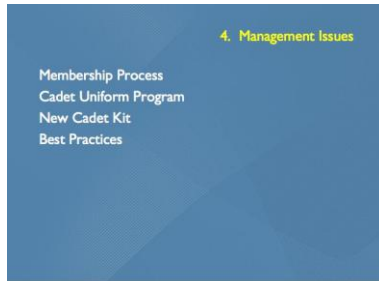 4. Management Issues
Membership Process
Cadet Uniform Program
New Cadet Kit
Best Practices